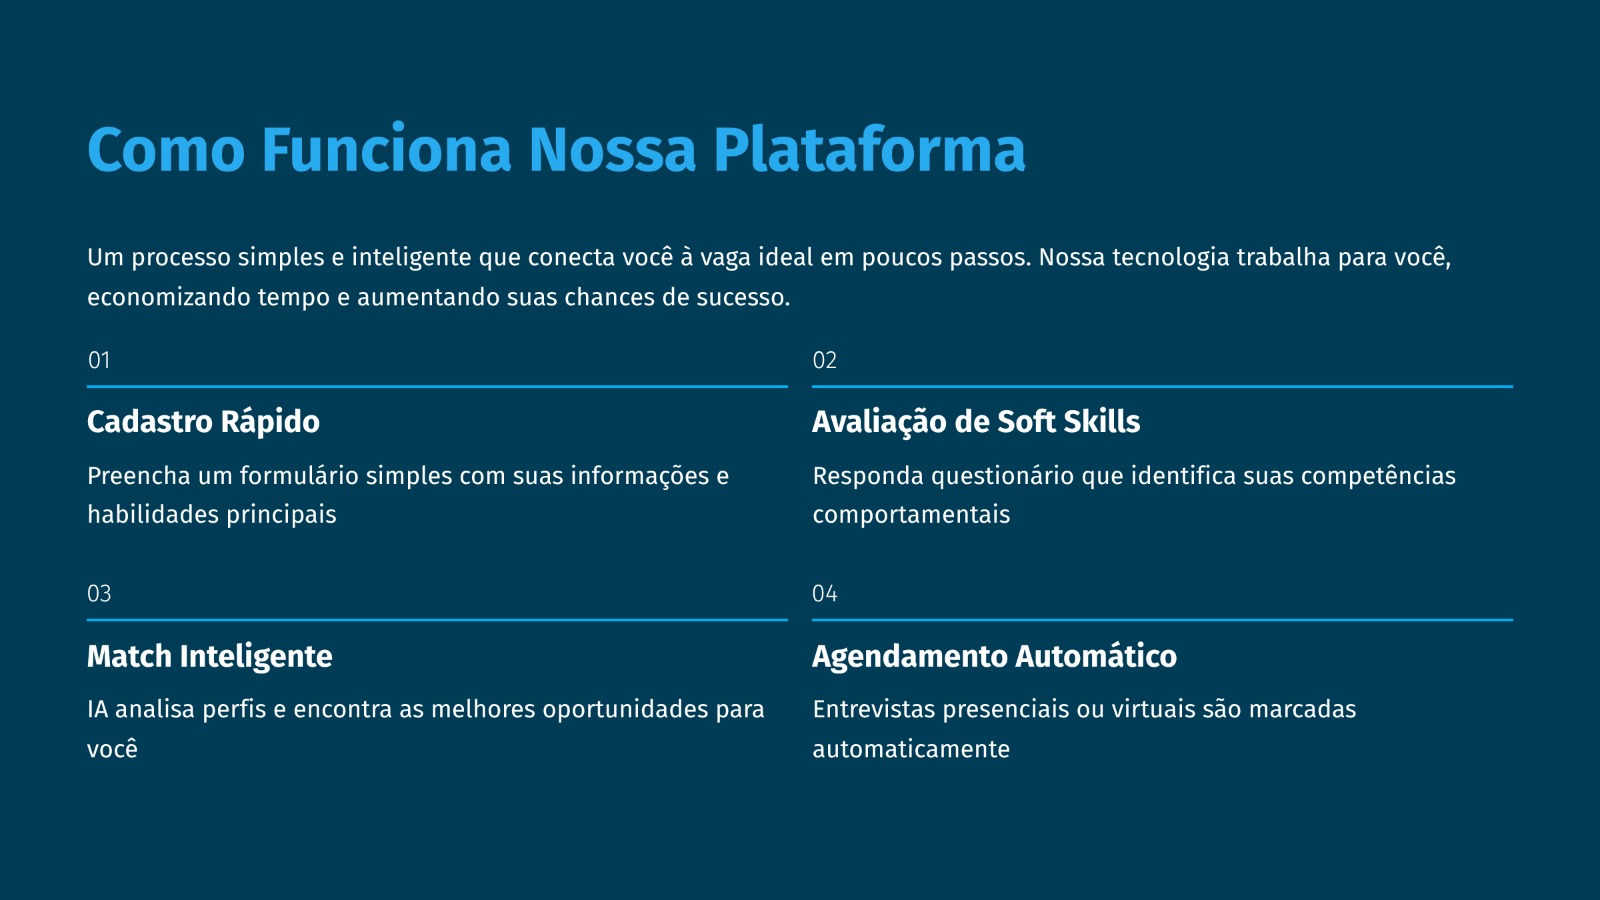 Como Funciona Nossa Plataforma
Um processo simples e inteligente que conecta você à vaga ideal em poucos passos. Nossa tecnologia trabalha para você,
economizando tempo e aumentando suas chances de sucesso.
01
Cadastro Rápido
Preencha um formulário simples com suas informações e
habilidades principais
02
Avaliação de Soft Skills
Responda questionário que identifica suas competências
comportamentais
03
Match Inteligente
IA analisa perfis e encontra as melhores oportunidades para
você
04
Agendamento Automático
Entrevistas presenciais ou virtuais são marcadas
automaticamente